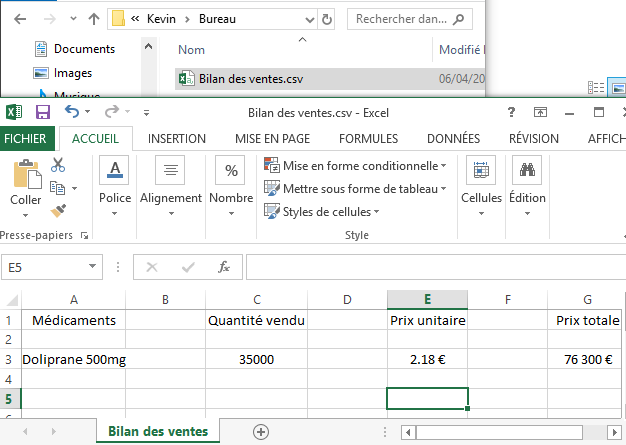 « Kevin > Bureau Rechercher dan...
Documents
Images
Musique
Nom Modifié l
Bilan des ventes.csv 06/04/20
Bilan des ventes.csv - Excel
FICHIER ACCUEIL INSERTION MISE EN PAGE FORMULES DONNÉES RÉVISION AFFICH
Coller
Police
Alignement
%
Nombre
Mise en forme conditionnelle
Mettre sous forme de tableau
Styles de cellules
Cellules
Édition
Presse-papiers Style
E5 fx
A B C D E F G
1 Médicaments Quantité vendu Prix unitaire Prix totale
2
3 Doliprane 500mg 35000 2.18 € 76 300 €
4
5
Bilan des ventes